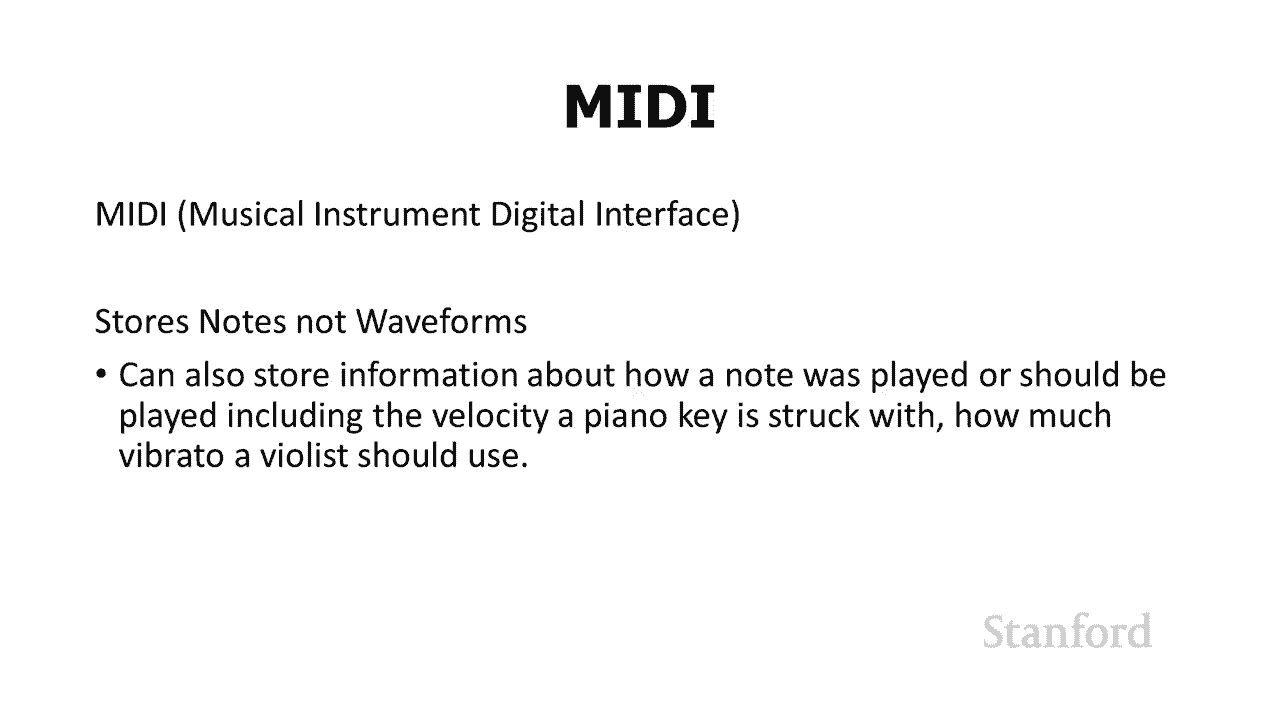 MIDI
MIDI (Musical Instrument Digital Interface)
Stores Notes not Waveforms
• Can also store information about how a note was played or should be
played including the velocity a piano key is struck with, how much
vibrato a violist should use.
Stanford